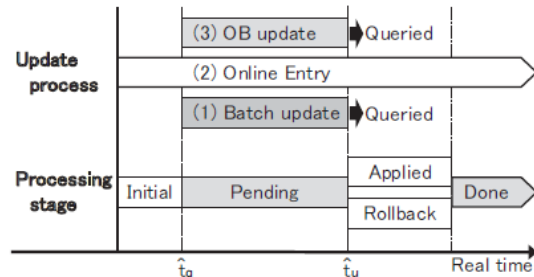 (3) OB update
Queried
Update
process
(2) Online Entry
(1) Batch update
Queried
Processing
stage
Initial
Pending
Applied
Rollback
Done
t̂q
t̂u
Real time